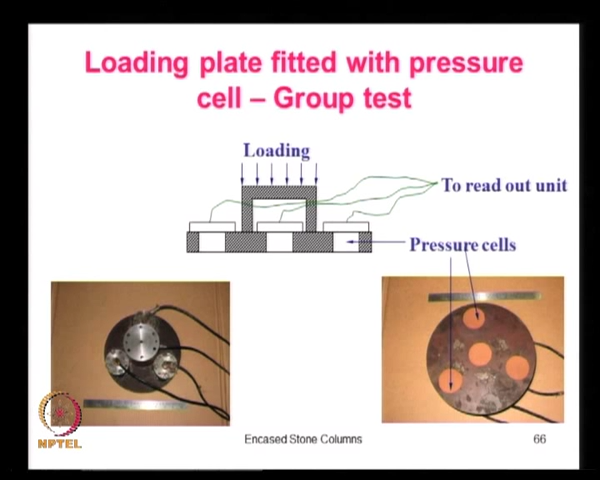 Loading plate fitted with pressure
cell – Group test
Loading
To read out unit
Pressure cells
NPTEL
Encased Stone Columns
66